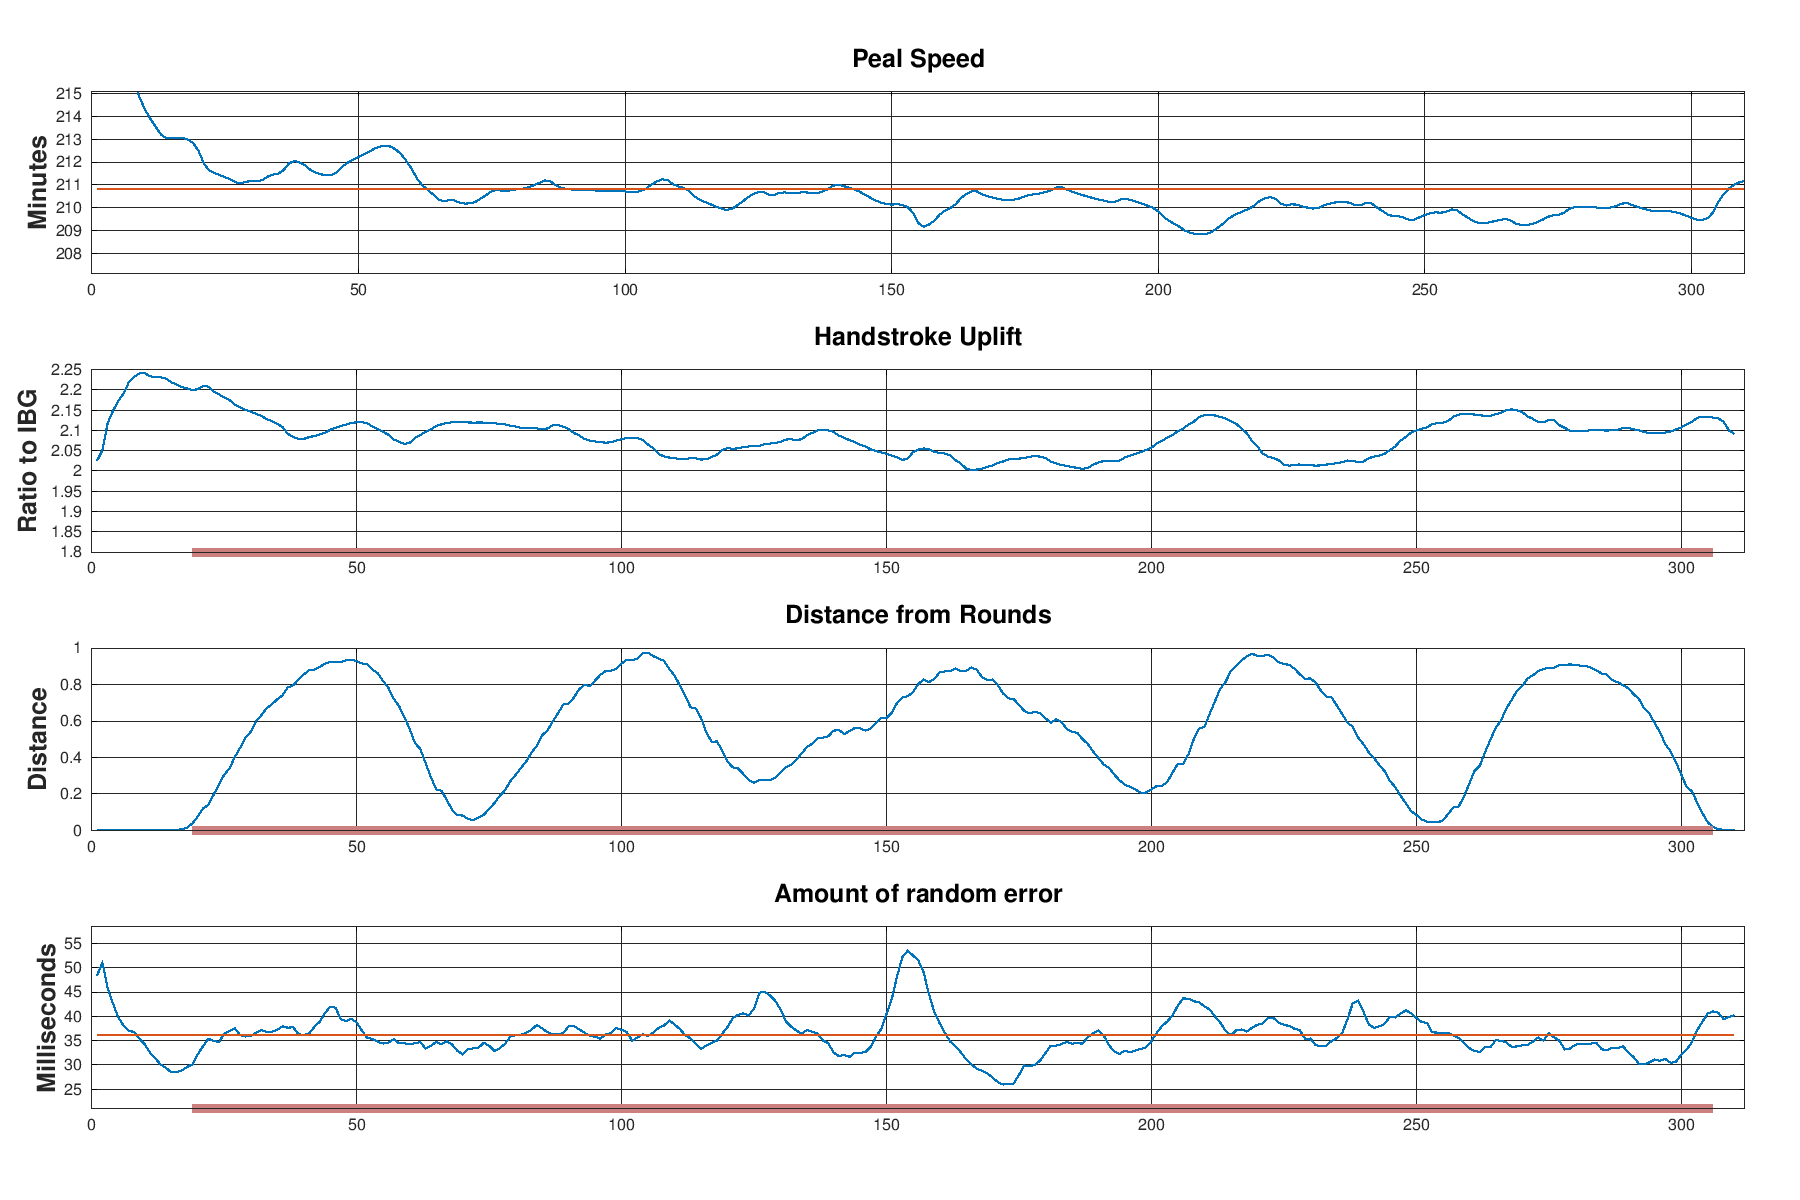 Peal Speed
Minutes
215
214
213
212
211
210
209
208
0 50 100 150 200 250 300
Handstroke Uplift
Ratio to IBG
2.25
2.2
2.15
2.1
2.05
2
1.95
1.9
1.85
1.8
0 50 100 150 200 250 300
Distance from Rounds
Distance
1
0.8
0.6
0.4
0.2
0
0 50 100 150 200 250 300
Amount of random error
Milliseconds
55
50
45
40
35
30
25
0 50 100 150 200 250 300